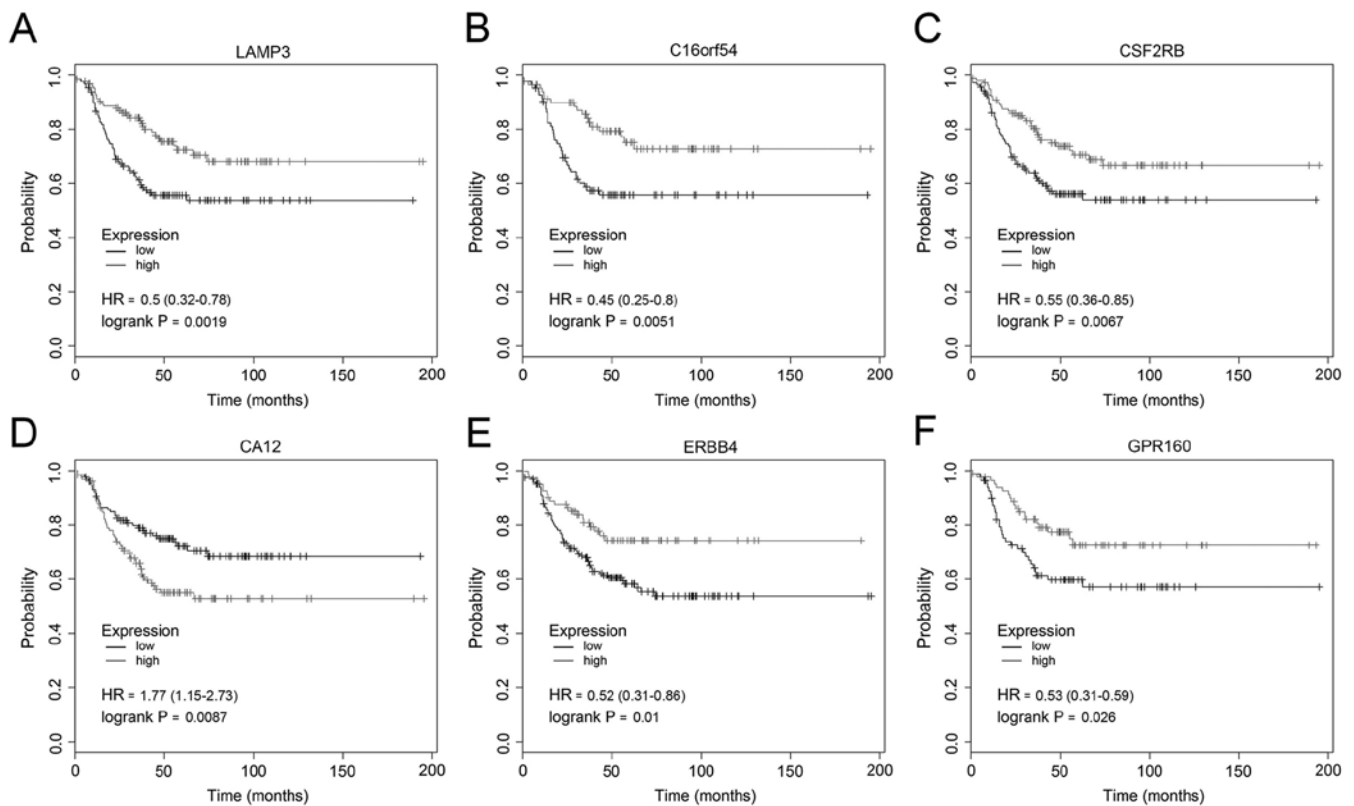 A
LAMP3
Probability
1.0
0.8
0.6
0.4
0.2
0.0
Expression
low
high
HR = 0.5 (0.32-0.78)
logrank P = 0.0019
0 50 100 150 200
Time (months)
B
C16orf54
Probability
1.0
0.8
0.6
0.4
0.2
0.0
Expression
low
high
HR = 0.45 (0.25-0.8)
logrank P = 0.0051
0 50 100 150 200
Time (months)
C
CSF2RB
Probability
1.0
0.8
0.6
0.4
0.2
0.0
Expression
low
high
HR = 0.55 (0.36-0.85)
logrank P = 0.0067
0 50 100 150 200
Time (months)
D
CA12
Probability
1.0
0.8
0.6
0.4
0.2
0.0
Expression
low
high
HR = 1.77 (1.15-2.73)
logrank P = 0.0087
0 50 100 150 200
Time (months)
E
ERBB4
Probability
1.0
0.8
0.6
0.4
0.2
0.0
Expression
low
high
HR = 0.52 (0.31-0.86)
logrank P = 0.01
0 50 100 150 200
Time (months)
F
GPR160
Probability
1.0
0.8
0.6
0.4
0.2
0.0
Expression
low
high
HR = 0.53 (0.31-0.59)
logrank P = 0.026
0 50 100 150 200
Time (months)